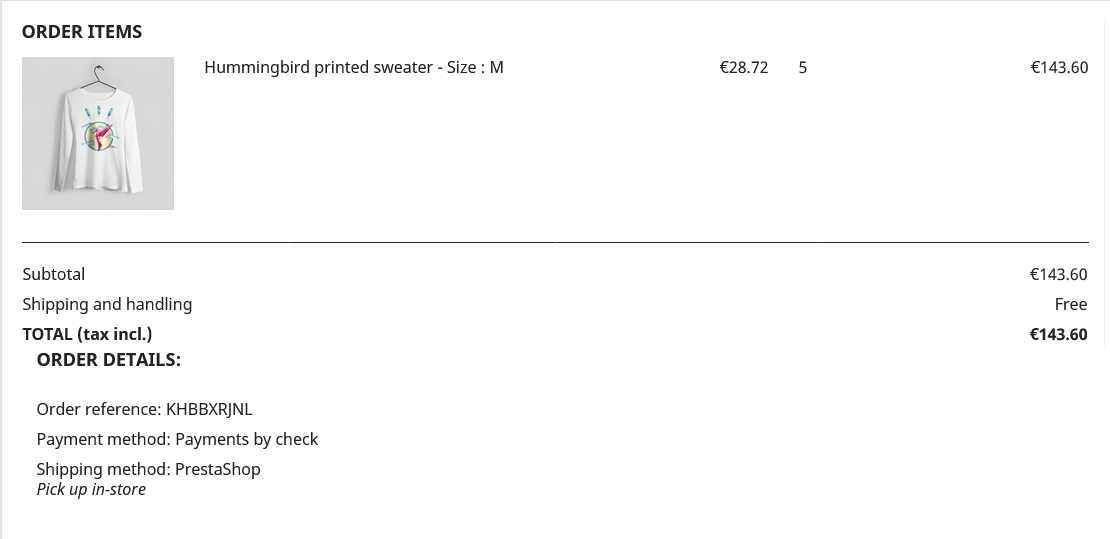 ORDER ITEMS
Hummingbird printed sweater - Size : M €28.72 5 €143.60
Subtotal €143.60
Shipping and handling Free
TOTAL (tax incl.) €143.60
ORDER DETAILS:
Order reference: KHBBXRJNL
Payment method: Payments by check
Shipping method: PrestaShop
Pick up in-store